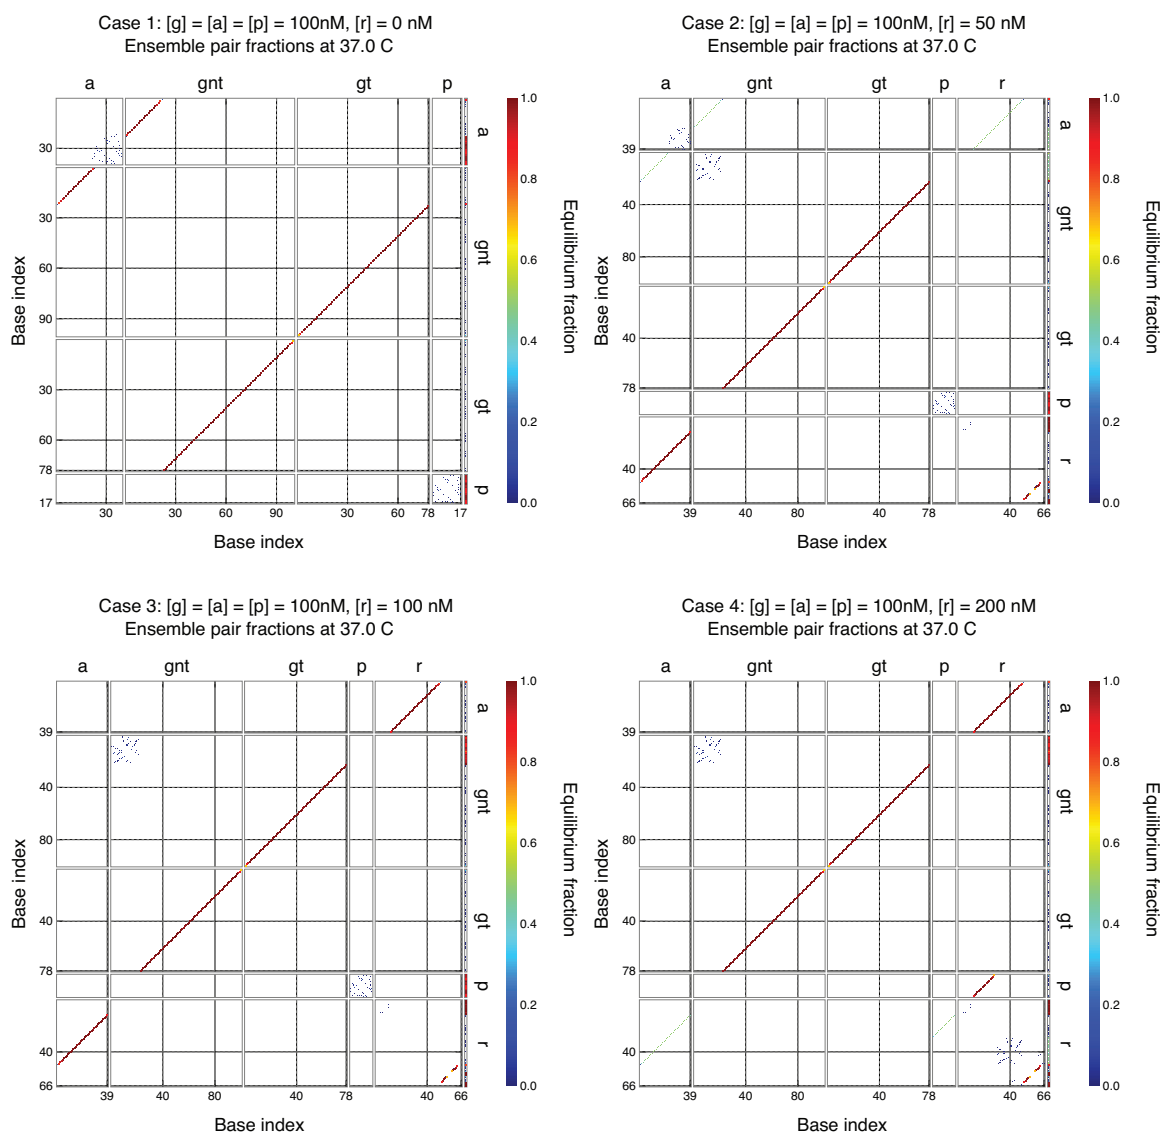 Case 1: [g] = [a] = [p] = 100nM, [r] = 0 nM
Ensemble pair fractions at 37.0 C
a gnt gt p
1.0
0.8
0.6
0.4
0.2
0.0
Equilibrium fraction
a
gnt
gt
p
Base index
30
30
60
90
30
60
78
17
30 30 60 90 30 60 78 17
Base index
Case 2: [g] = [a] = [p] = 100nM, [r] = 50 nM
Ensemble pair fractions at 37.0 C
a gnt gt p r
1.0
0.8
0.6
0.4
0.2
0.0
Equilibrium fraction
a
gnt
gt
p
r
Base index
39
40
80
40
78
40
66
39 40 80 40 78 40 66
Base index
Case 3: [g] = [a] = [p] = 100nM, [r] = 100 nM
Ensemble pair fractions at 37.0 C
a gnt gt p r
1.0
0.8
0.6
0.4
0.2
0.0
Equilibrium fraction
a
gnt
gt
p
r
Base index
39
40
80
40
78
40
66
39 40 80 40 78 40 66
Base index
Case 4: [g] = [a] = [p] = 100nM, [r] = 200 nM
Ensemble pair fractions at 37.0 C
a gnt gt p r
1.0
0.8
0.6
0.4
0.2
0.0
Equilibrium fraction
a
gnt
gt
p
r
Base index
39
40
80
40
78
40
66
39 40 80 40 78 40 66
Base index